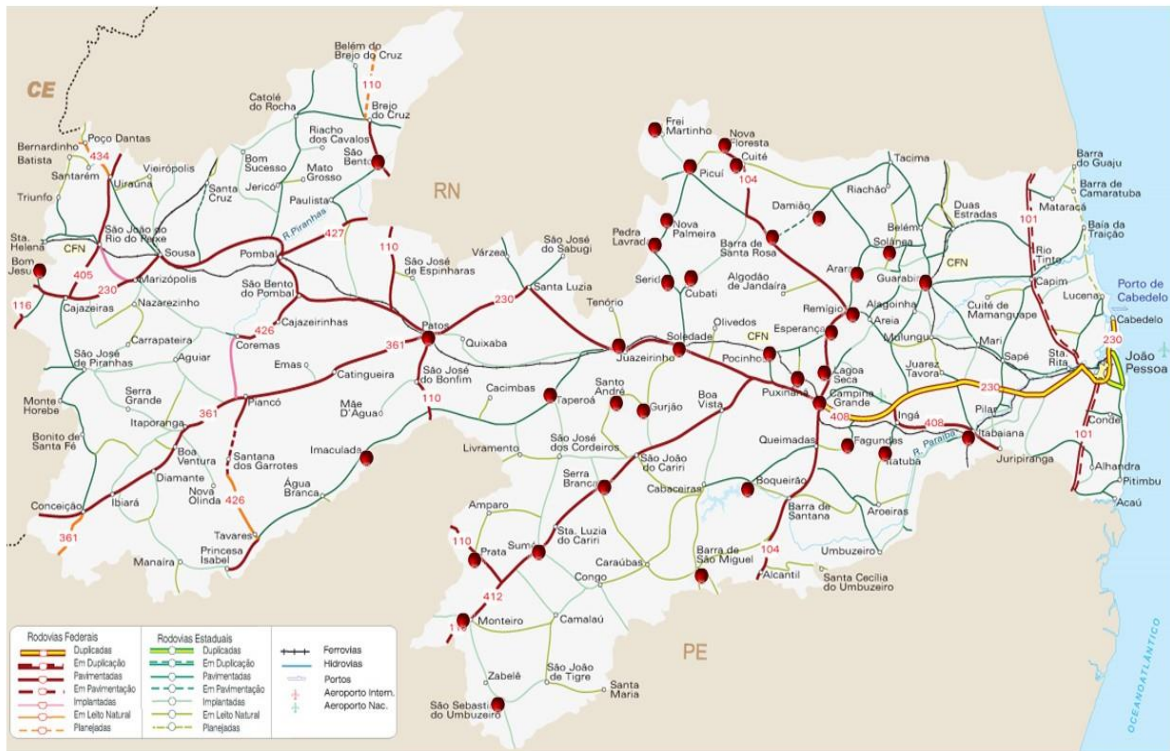 CE
RN
PE
Belém do
Brejo do Cruz
110
Catolé
do Rocha
Brejo
do Cruz
Riacho
dos Cavalos
São
Bento
Poço Dantas
Bernardinho
Batista
434
Santarém
Uiraúna
Vieirópolis
Triunfo
Bom
Sucesso
Mato
Grosso
Jericó
Santa
Cruz
Paulista
R.Piranhas
427
São João do
Rio do Peixe
Sta.
Helena
CFN
Bom
Jesu
Sousa
Pombal
405
230
Marizópolis
116
Cajazeiras
Nazarezinho
São Bento
do Pombal
Cajazeirinhas
426
Coremas
Carrapateira
Aguiar
São José
de Piranhas
Emas
Catingueira
361
Patos
110
São José
de Espinharas
Várzea
São José
do Sabugi
Santa Luzia
230
Quixaba
São José
do Bonfim
110
Monte
Horebe
Serra
Grande
Piancó
361
Itaporanga
Mãe
D'Água
Bonito de
Santa Fé
Boa
Ventura
Santana
dos Garrotes
Imaculada
Diamante
Nova
Olinda
426
Água
Branca
Conceição
Ibiará
361
Tavares
Manaíra
Princesa
Isabel
Frei
Martinho
Nova
Floresta
Cuité
Picuí
104
Tacima
Barra
do Guaju
Riachão
Barra de
Camaratuba
Damião
Duas
Estradas
101
Mataracá
Nova
Palmeira
Belém
Baía da
Traição
Pedra
Lavrad
Barra de
Santa Rosa
Solânea
CFN
Rio
Tinto
Serid
Cubati
Algodão
de Jandaíra
Arara
Guarabira
Capim
Porto de
Cabedelo
Lucena
Tenório
Remígio
Alagoinha
Cuité de
Mamanguape
Cabedelo
Olivedos
Areia
Soledade
CFN
Esperança
Mulungu
Mari
230
Juazeirinho
Pocinho
Sapé
Sta.
Rita
João
Pessoa
Lagoa
Seca
Juarez
Tavora
Cacimbas
Santo
André
Puxinanã
Campina
Grande
230
Taperoá
Gurjão
Boa
Vista
408
Ingá
Pilar
Conde
408
Queimadas
Fagundes
R. Paraíba
Itabaiana
101
Livramento
São José
dos Cordeiros
São João
do Cariri
Itatuba
Juripiranga
Alhandra
Pitimbu
Serra
Branca
Cabaceiras
Boqueirão
Acaú
Amparo
Barra de
Santana
Aroeiras
110
Sta. Luzia
do Cariri
Prata
Sumé
Barra de
São Miguel
104
Umbuzeiro
Caraúbas
Alcantil
Santa Cecília
do Umbuzeiro
412
Congo
Monteiro
Camalaú
Zabelê
São João
de Tigre
Santa
Maria
São Sebasti
do Umbuzeiro
OCEANOATLÂNTICO
Rodovias Federais
Duplicadas
Em Duplicação
Pavimentadas
Em Pavimentação
Implantadas
Em Leito Natural
Planejadas
Rodovias Estaduais
Duplicadas
Em Duplicação
Pavimentadas
Em Pavimentação
Implantadas
Em Leito Natural
Planejadas
Ferrovias
Hidrovias
Portos
Aeroporto Intern.
Aeroporto Nac.